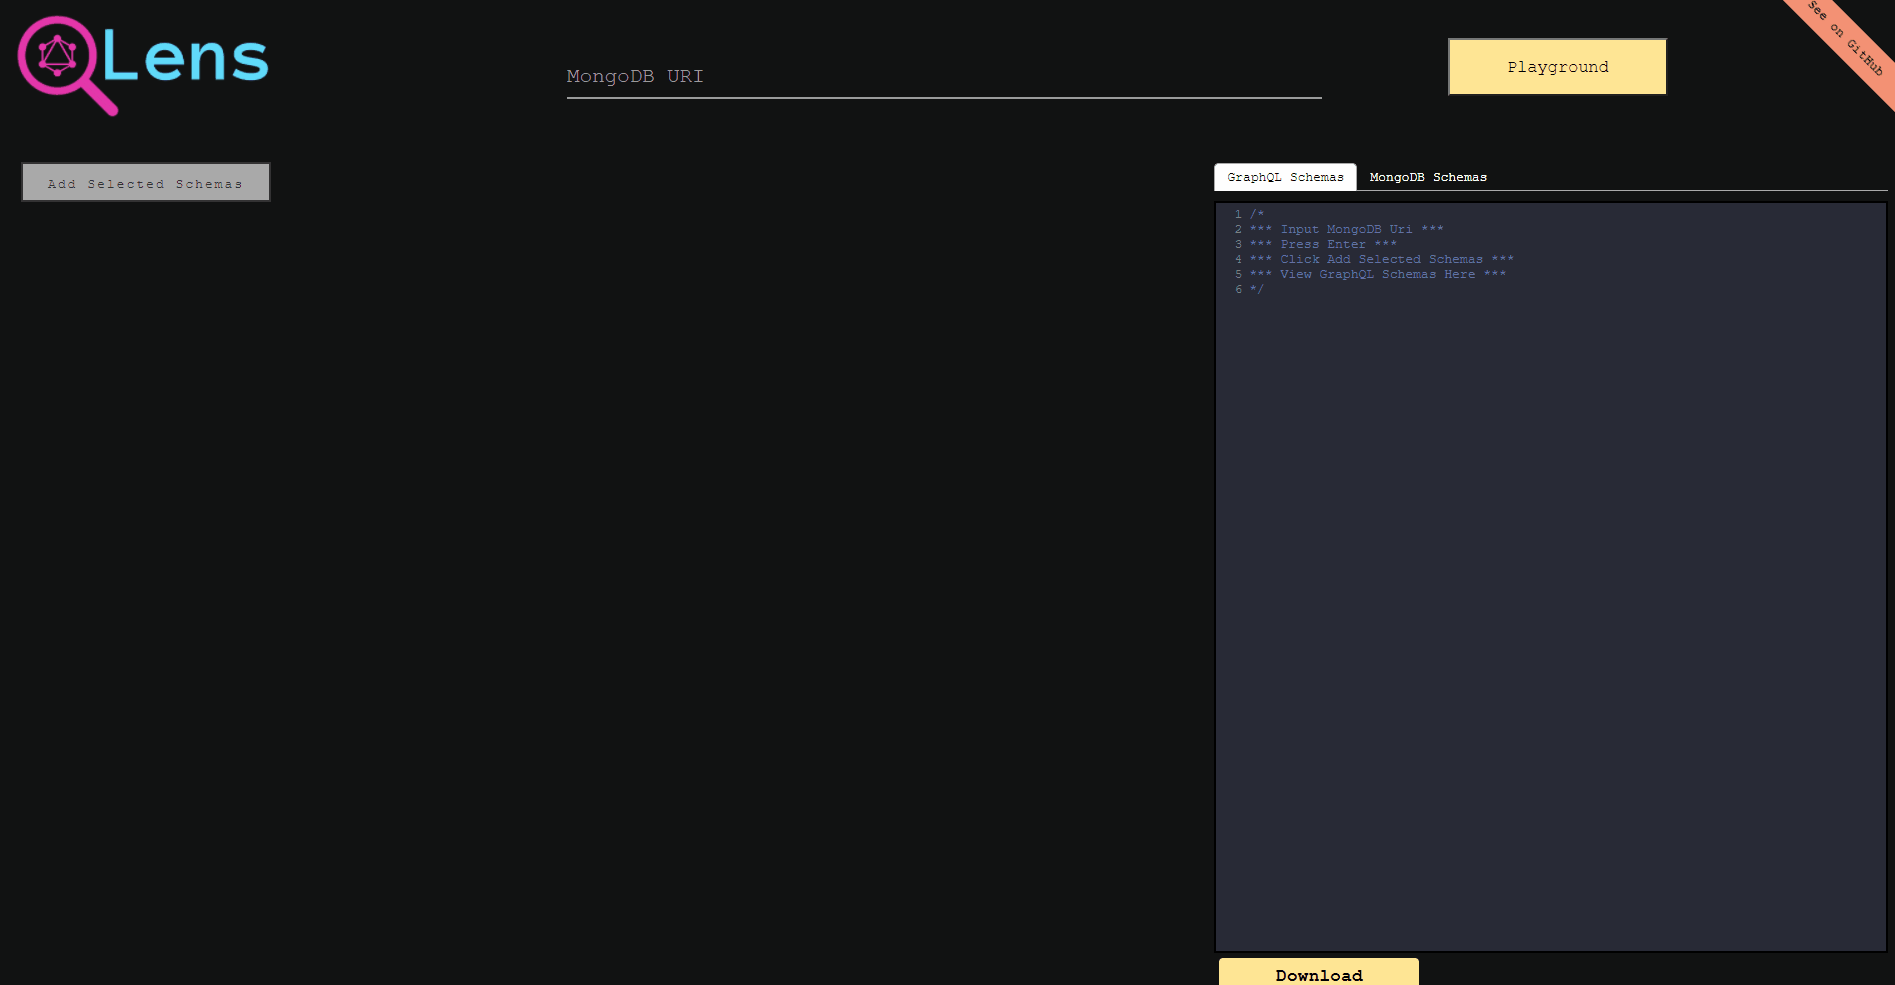 QLens
MongoDB URI
Playground
See on GitHub
Add Selected Schemas
GraphQL Schemas MongoDB Schemas
1 /*
2 *** Input MongoDB Uri ***
3 *** Press Enter ***
4 *** Click Add Selected Schemas ***
5 *** View GraphQL Schemas Here ***
6 */
Download